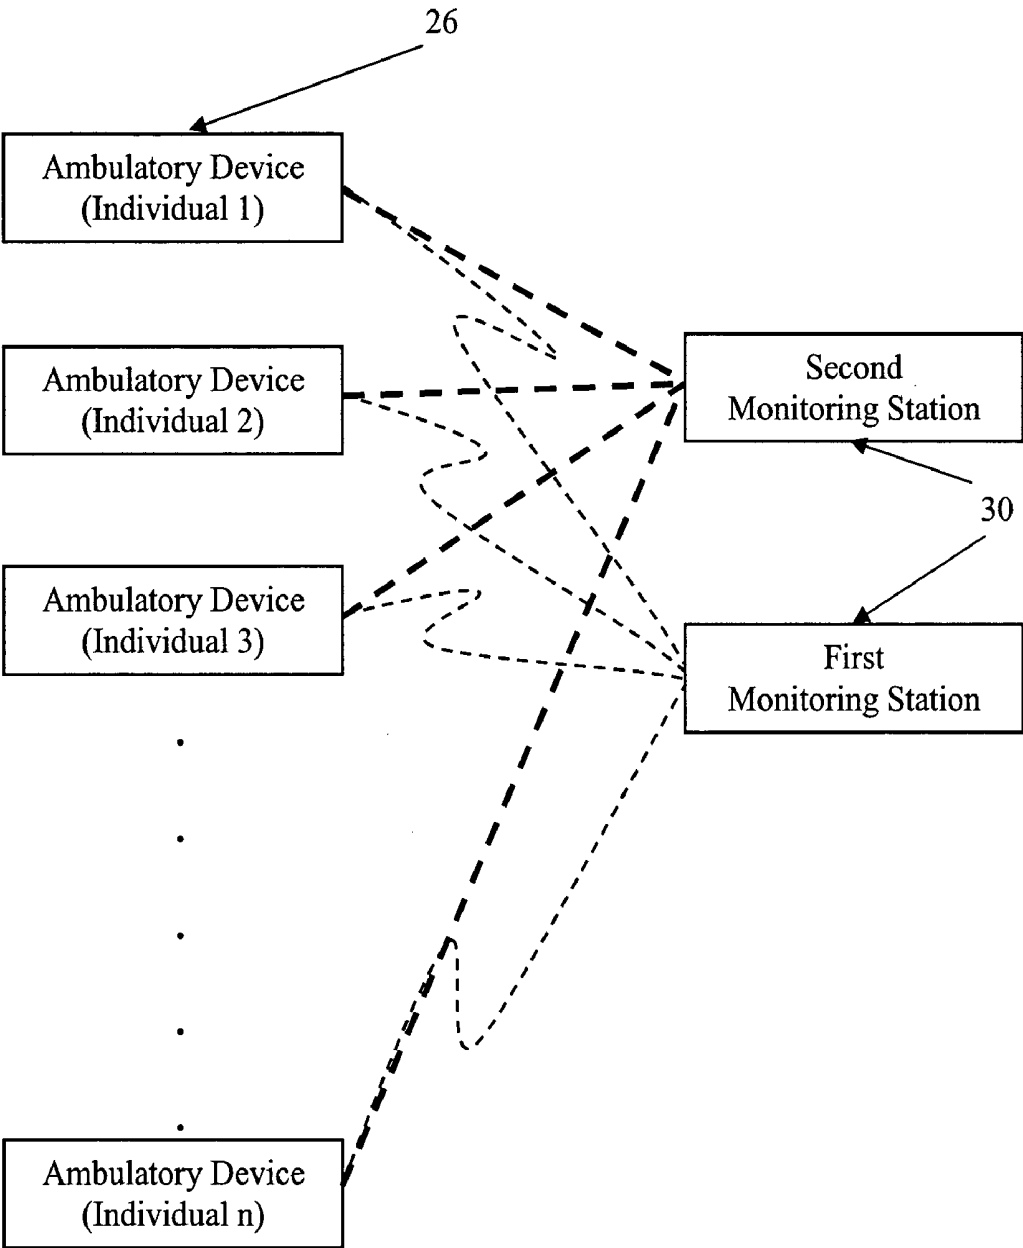 26
Ambulatory Device
(Individual 1)
Second
Monitoring Station
Ambulatory Device
(Individual 2)
30
Ambulatory Device
(Individual 3)
First
Monitoring Station
Ambulatory Device
(Individual n)